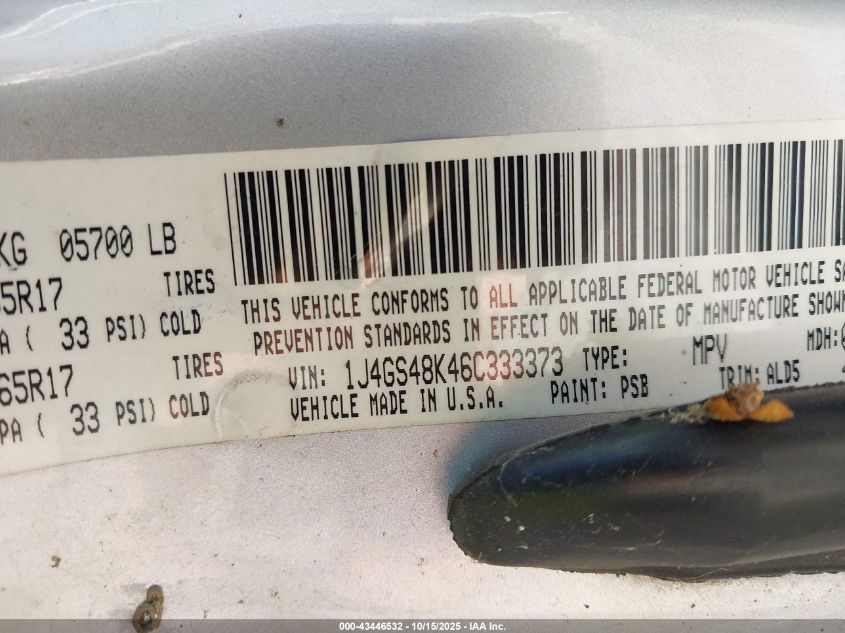 KG 05700 LB
5R17 TIRES
A ( 33 PSI) COLD
65R17 TIRES
PA ( 33 PSI) COLD
THIS VEHICLE CONFORMS TO ALL APPLICABLE FEDERAL MOTOR VEHICLE SA
PREVENTION STANDARDS IN EFFECT ON THE DATE OF MANUFACTURE SHOWN
VIN: 1J4GS48K46C333373 TYPE: MPV MDH:
VEHICLE MADE IN U.S.A. PAINT: PSB TRIM: ALD5
000-43446532 - 10/15/2025 - IAA Inc.